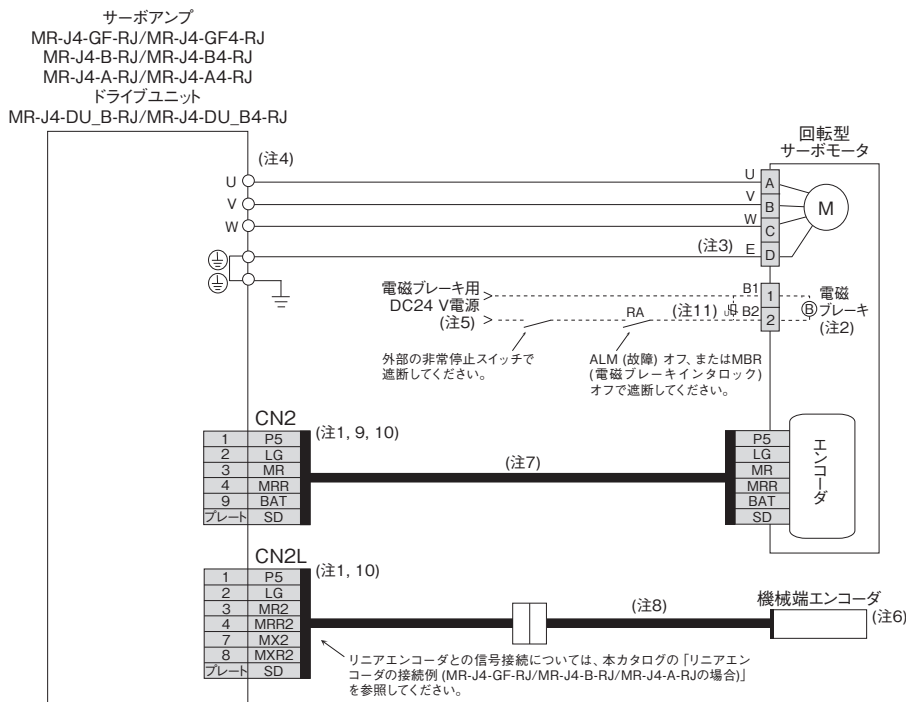 サーボアンプ
MR-J4-GF-RJ/MR-J4-GF4-RJ
MR-J4-B-RJ/MR-J4-B4-RJ
MR-J4-A-RJ/MR-J4-A4-RJ
ドライブユニット
MR-J4-DU_B-RJ/MR-J4-DU_B4-RJ
回転型
サーボモータ
(注4)
U
U
A
V
V
B
M
W
W
C
(注3)
E
D
電磁ブレーキ用
DC24 V電源
(注5)
B1
1
RA
(注11)
U
B2
2
B
電磁
ブレーキ
(注2)
外部の非常停止スイッチで
遮断してください。
ALM (故障) オフ、またはMBR
(電磁ブレーキインタロック)
オフで遮断してください。
CN2
(注1, 9, 10)
1 P5
2 LG
3 MR
4 MRR
9 BAT
プレート SD
(注7)
P5
LG
MR
MRR
BAT
SD
エンコーダ
CN2L
(注1, 10)
1 P5
2 LG
3 MR2
4 MRR2
7 MX2
8 MXR2
プレート SD
(注8)
機械端エンコーダ
(注6)
リニアエンコーダとの信号接続については、本カタログの「リニアエン
コーダの接続例 (MR-J4-GF-RJ/MR-J4-B-RJ/MR-J4-A-RJの場合)」
を参照してください。